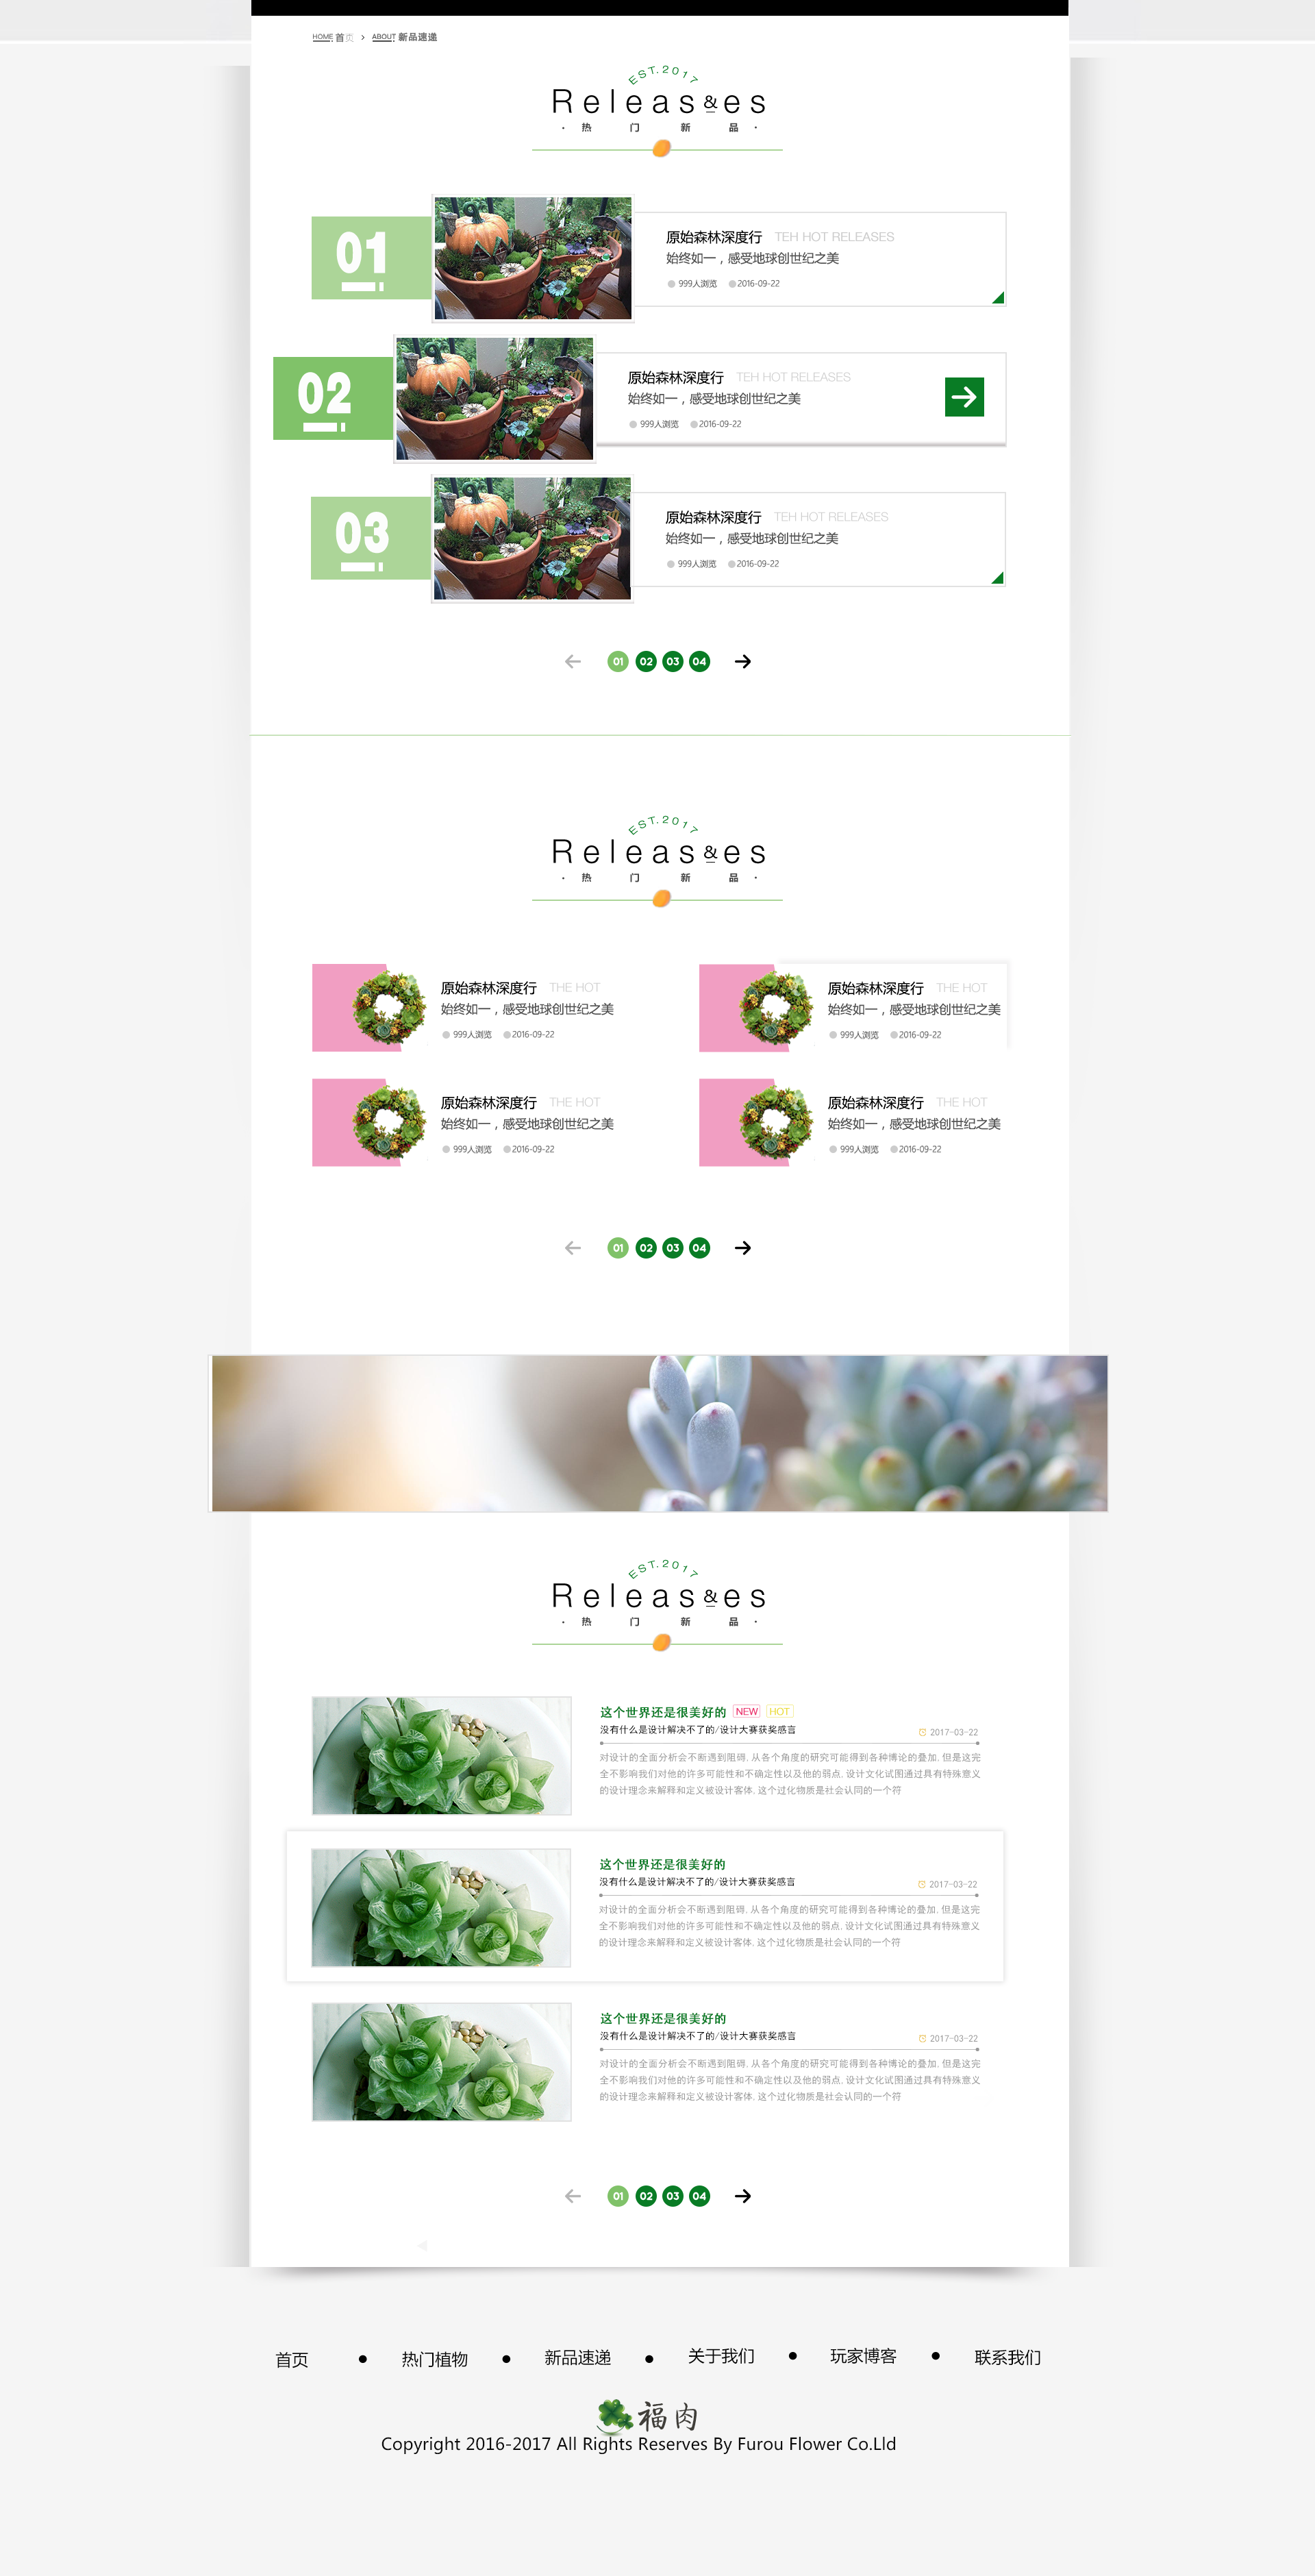 HOME 首页 > ABOUT 新品速递
EST.2017
Releas&es
· 热 门 新 品 ·
01
原始森林深度行 TEH HOT RELEASES
始终如一，感受地球创世纪之美
999人浏览 2016-09-22
02
原始森林深度行 TEH HOT RELEASES
始终如一，感受地球创世纪之美
999人浏览 2016-09-22
03
原始森林深度行 TEH HOT RELEASES
始终如一，感受地球创世纪之美
999人浏览 2016-09-22
01 02 03 04
EST.2017
Releas&es
· 热 门 新 品 ·
原始森林深度行 THE HOT
始终如一，感受地球创世纪之美
999人浏览 2016-09-22
原始森林深度行 THE HOT
始终如一，感受地球创世纪之美
999人浏览 2016-09-22
原始森林深度行 THE HOT
始终如一，感受地球创世纪之美
999人浏览 2016-09-22
原始森林深度行 THE HOT
始终如一，感受地球创世纪之美
999人浏览 2016-09-22
01 02 03 04
EST.2017
Releas&es
· 热 门 新 品 ·
这个世界还是很美好的 NEW HOT
没有什么是设计解决不了的/设计大赛获奖感言
2017-03-22
对设计的全面分析会不断遇到阻碍, 从各个角度的研究可能得到各种博论的叠加, 但是这完
全不影响我们对他的许多可能性和不确定性以及他的弱点, 设计文化试图通过具有特殊意义
的设计理念来解释和定义被设计客体, 这个过化物质是社会认同的一个符
这个世界还是很美好的
没有什么是设计解决不了的/设计大赛获奖感言
2017-03-22
对设计的全面分析会不断遇到阻碍, 从各个角度的研究可能得到各种博论的叠加, 但是这完
全不影响我们对他的许多可能性和不确定性以及他的弱点, 设计文化试图通过具有特殊意义
的设计理念来解释和定义被设计客体, 这个过化物质是社会认同的一个符
这个世界还是很美好的
没有什么是设计解决不了的/设计大赛获奖感言
2017-03-22
对设计的全面分析会不断遇到阻碍, 从各个角度的研究可能得到各种博论的叠加, 但是这完
全不影响我们对他的许多可能性和不确定性以及他的弱点, 设计文化试图通过具有特殊意义
的设计理念来解释和定义被设计客体, 这个过化物质是社会认同的一个符
01 02 03 04
首页 ● 热门植物 ● 新品速递 ● 关于我们 ● 玩家博客 ● 联系我们
福肉
Copyright 2016-2017 All Rights Reserves By Furou Flower Co.Lld